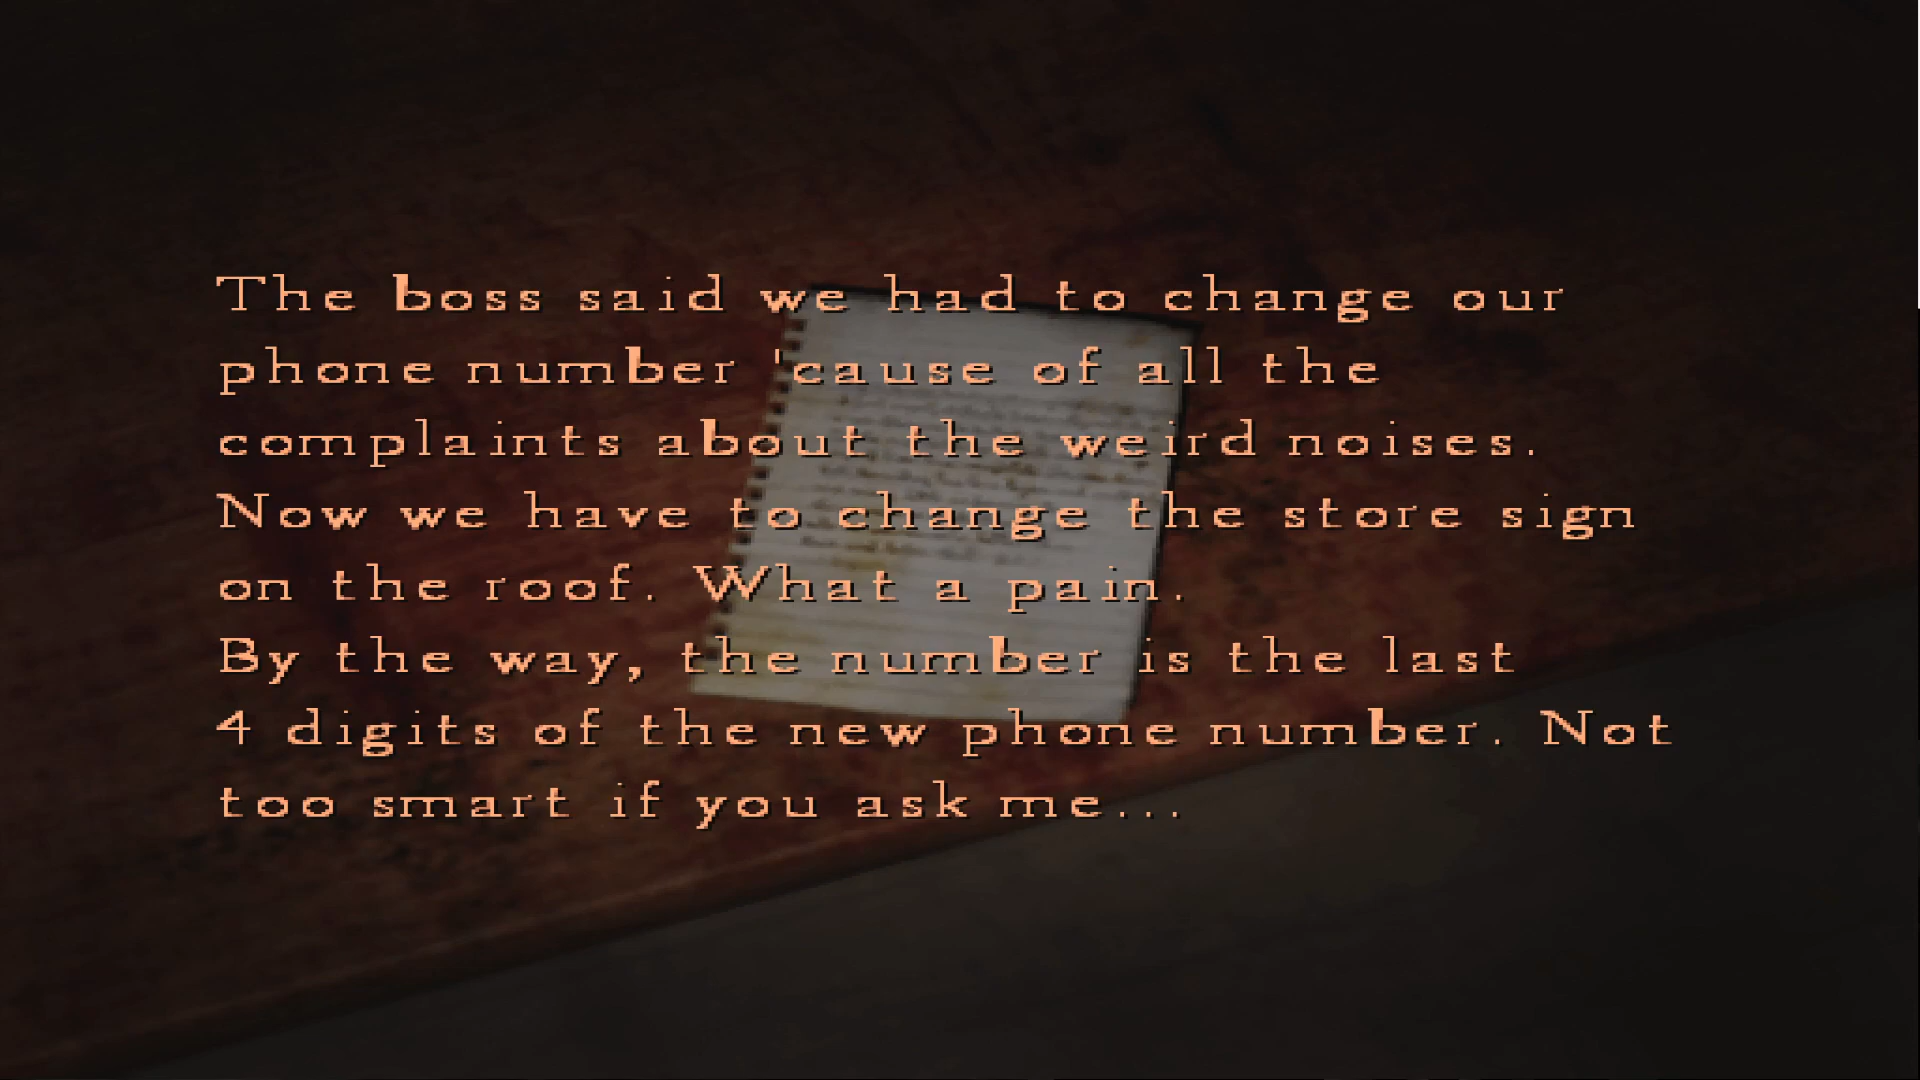 The boss said we had to change our
phone number 'cause of all the
complaints about the weird noises.
Now we have to change the store sign
on the roof. What a pain.
By the way, the number is the last
4 digits of the new phone number. Not
too smart if you ask me...